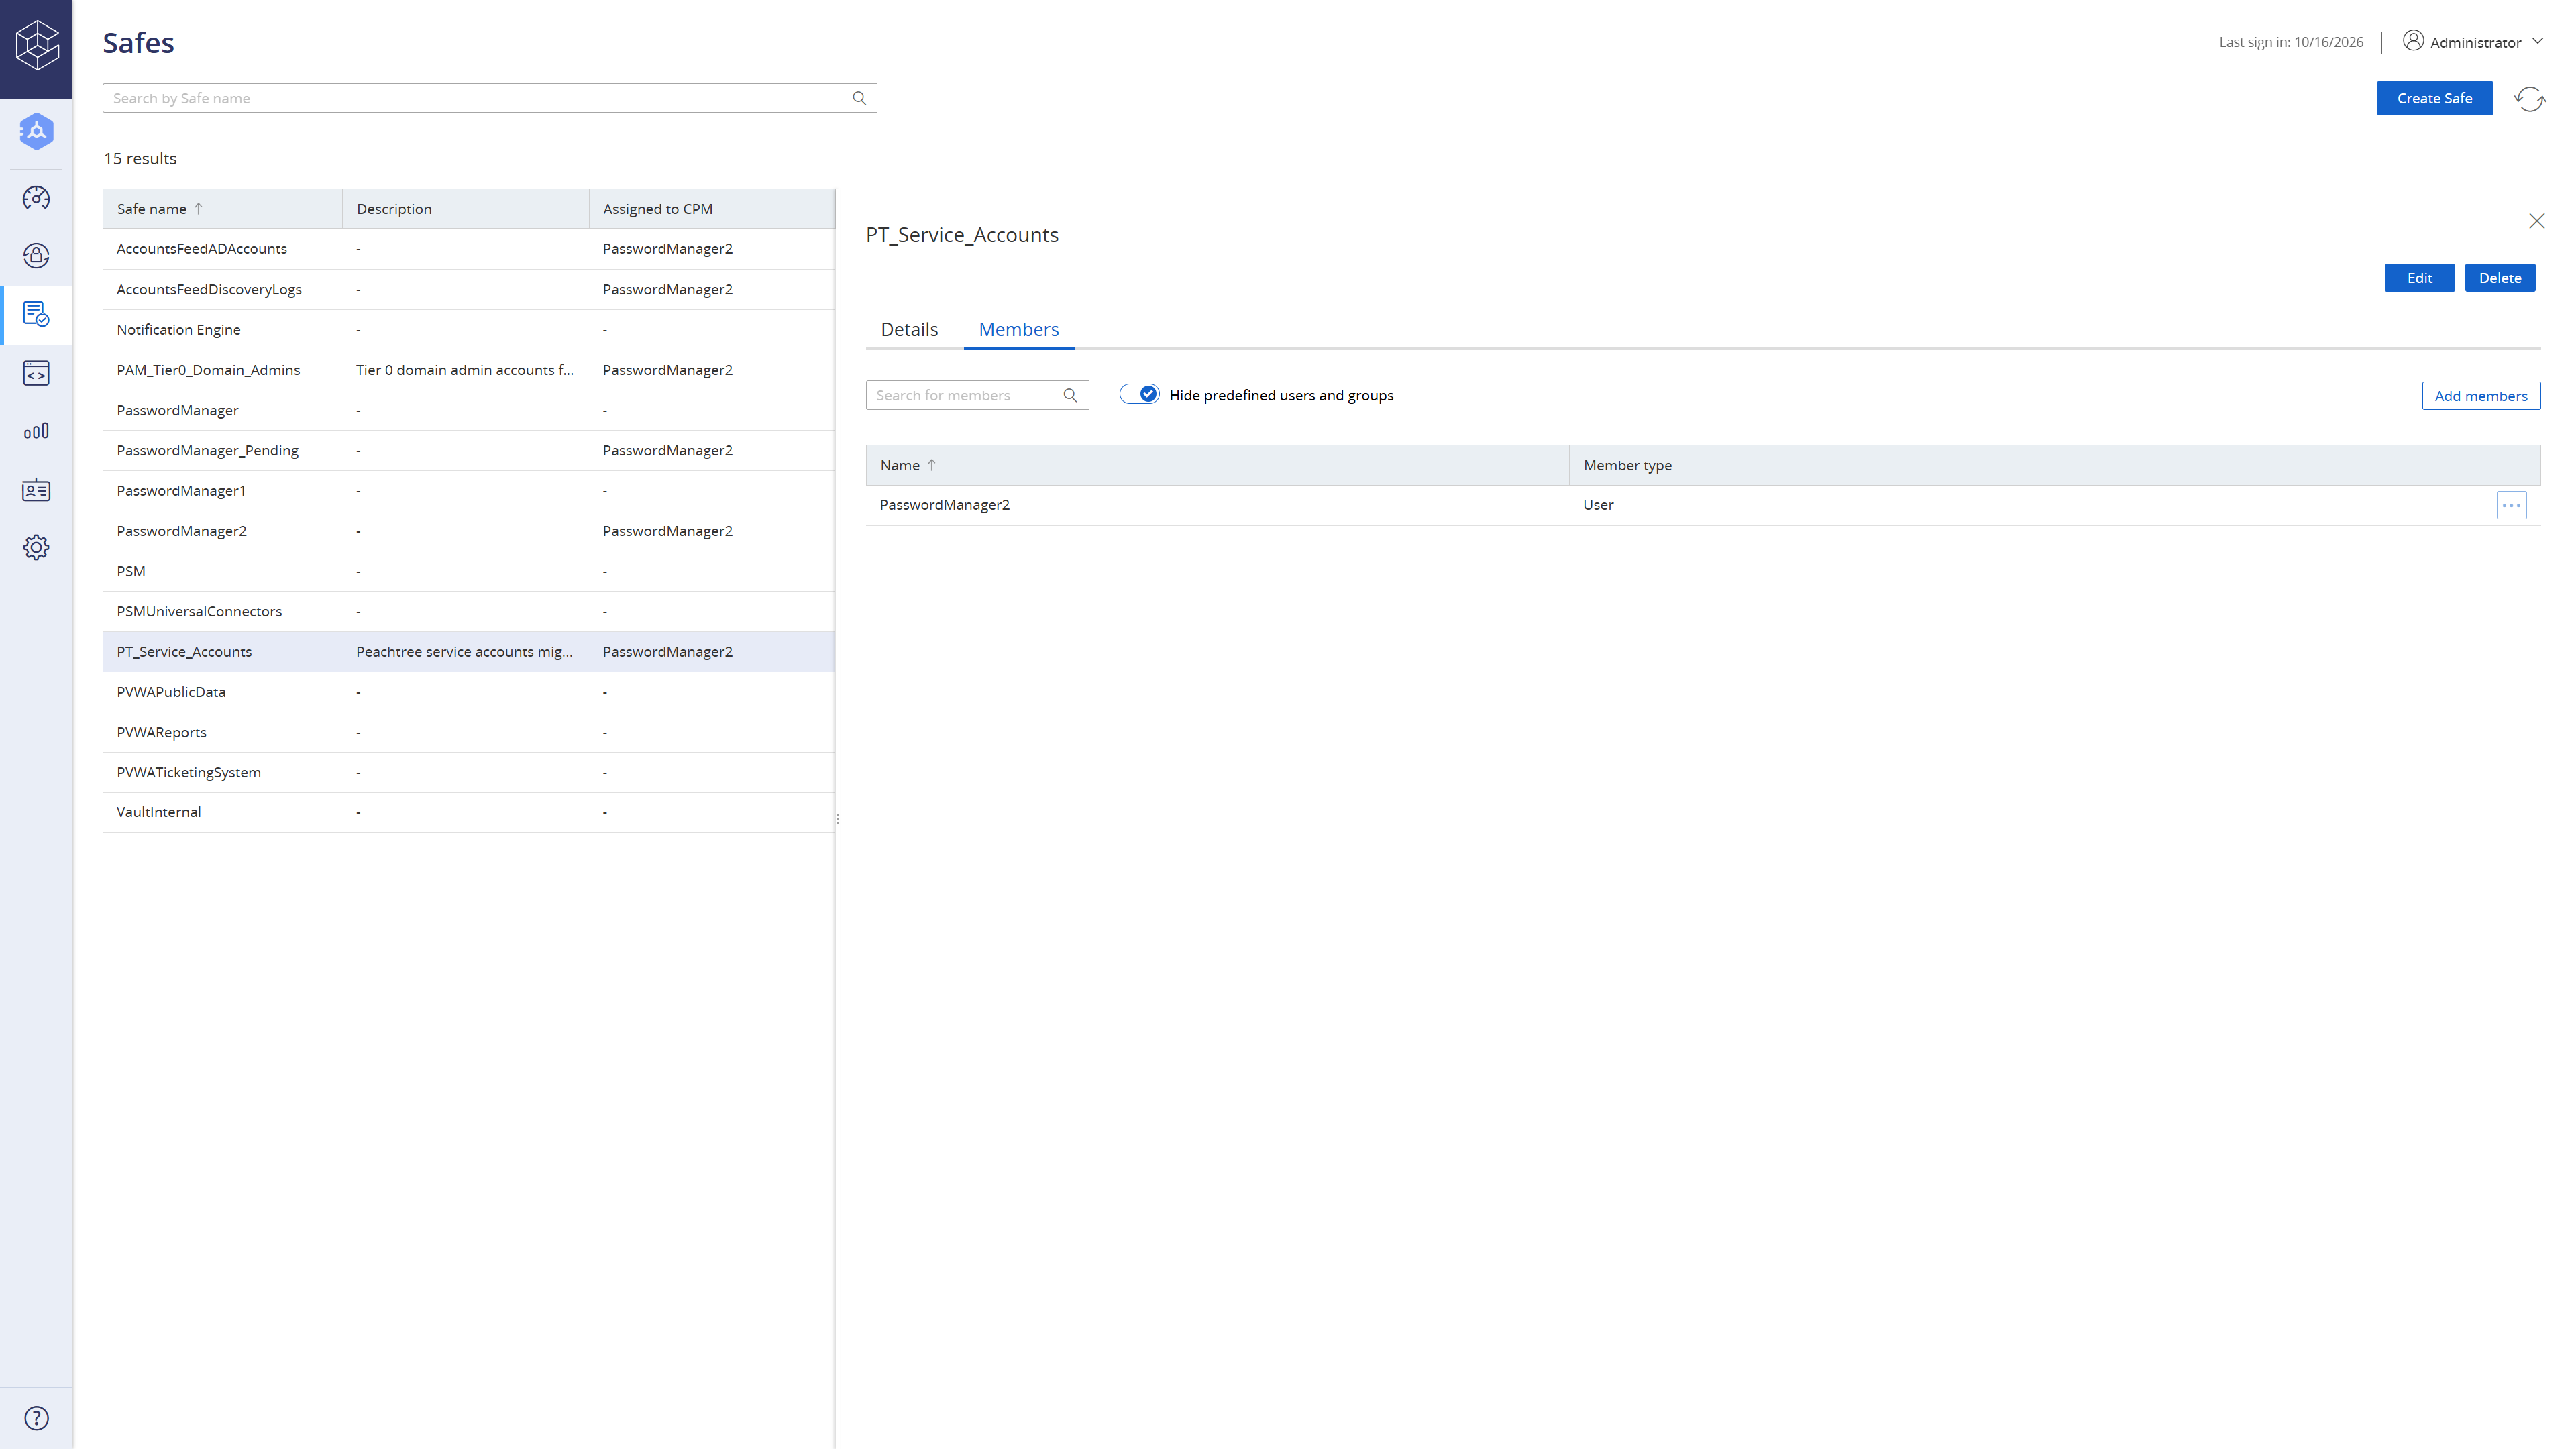 Safes
Last sign in: 10/16/2026
Administrator
Search by Safe name
Create Safe
15 results
Safe name ↑ Description Assigned to CPM
AccountsFeedADAccounts - PasswordManager2
AccountsFeedDiscoveryLogs - PasswordManager2
Notification Engine - -
PAM_Tier0_Domain_Admins Tier 0 domain admin accounts f... PasswordManager2
PasswordManager - -
PasswordManager_Pending - PasswordManager2
PasswordManager1 - -
PasswordManager2 - PasswordManager2
PSM - -
PSMUniversalConnectors - -
PT_Service_Accounts Peachtree service accounts mig... PasswordManager2
PVWAPublicData - -
PVWAReports - -
PVWATicketingSystem - -
VaultInternal - -
PT_Service_Accounts
Edit Delete
Details Members
Search for members
Hide predefined users and groups
Add members
Name ↑ Member type
PasswordManager2 User